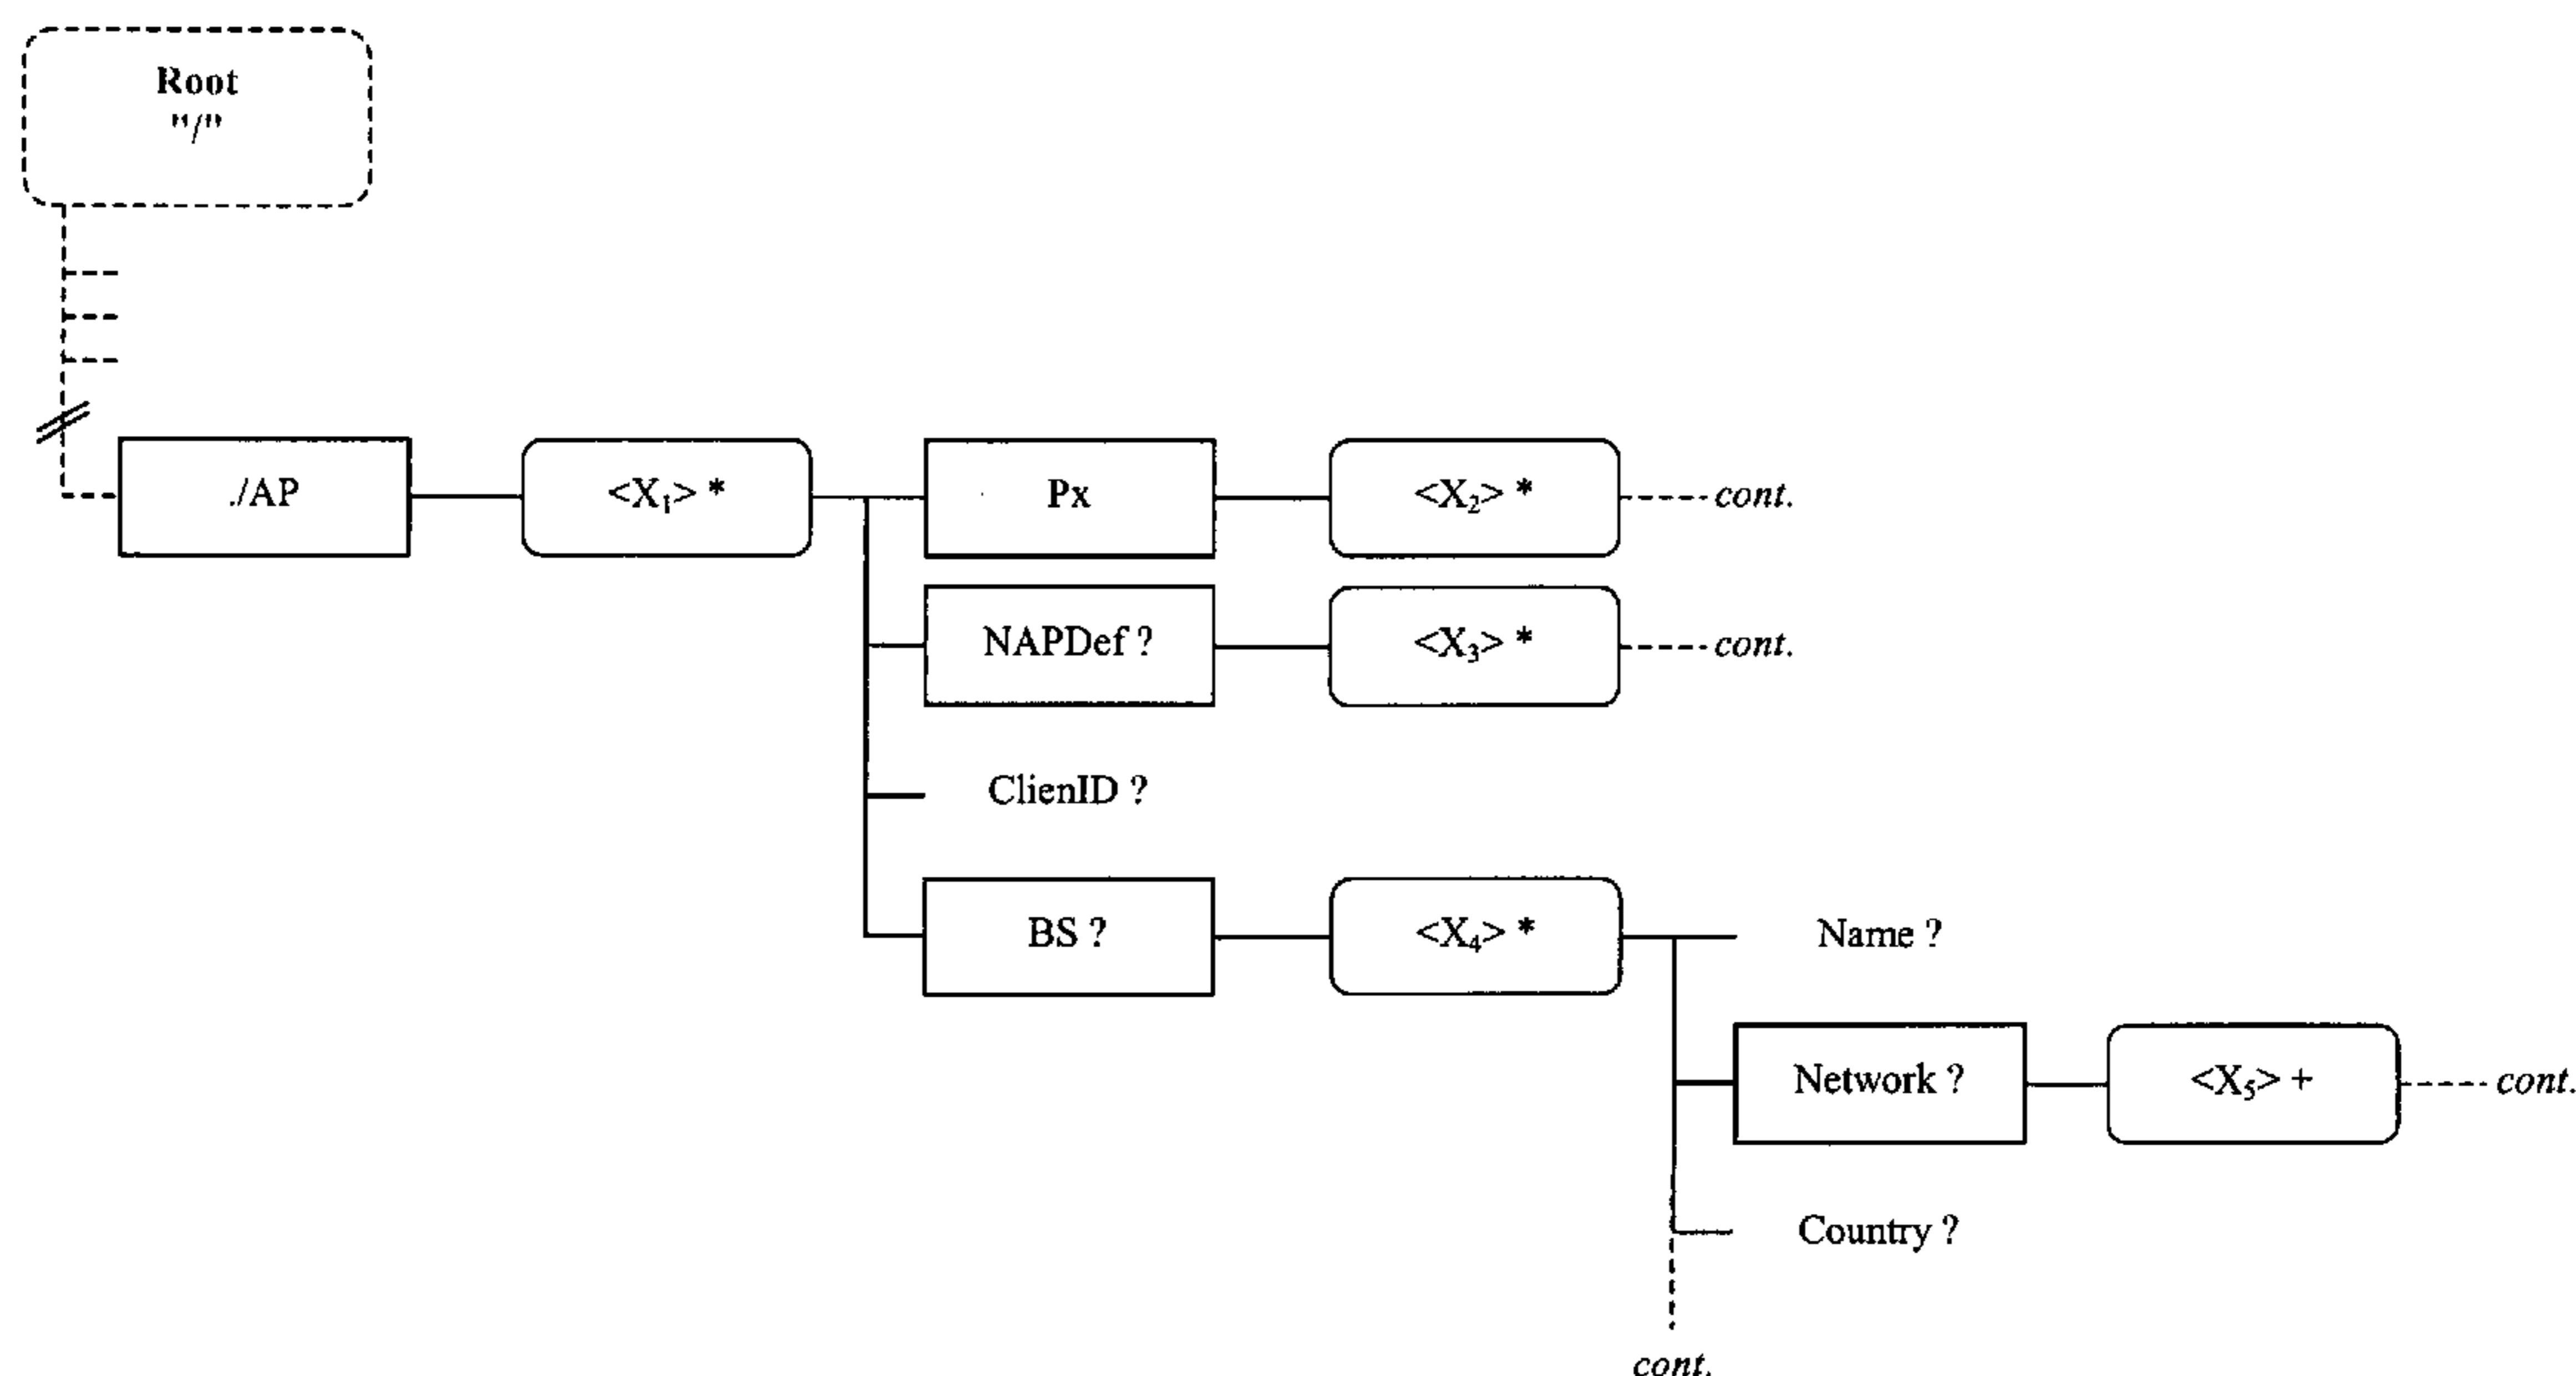 Root
"/"
./AP
<X₁> *
Px
<X₂> *
cont.
NAPDef ?
<X₃> *
cont.
ClienID ?
BS ?
<X₄> *
Name ?
Network ?
<X₅> +
cont.
Country ?
cont.